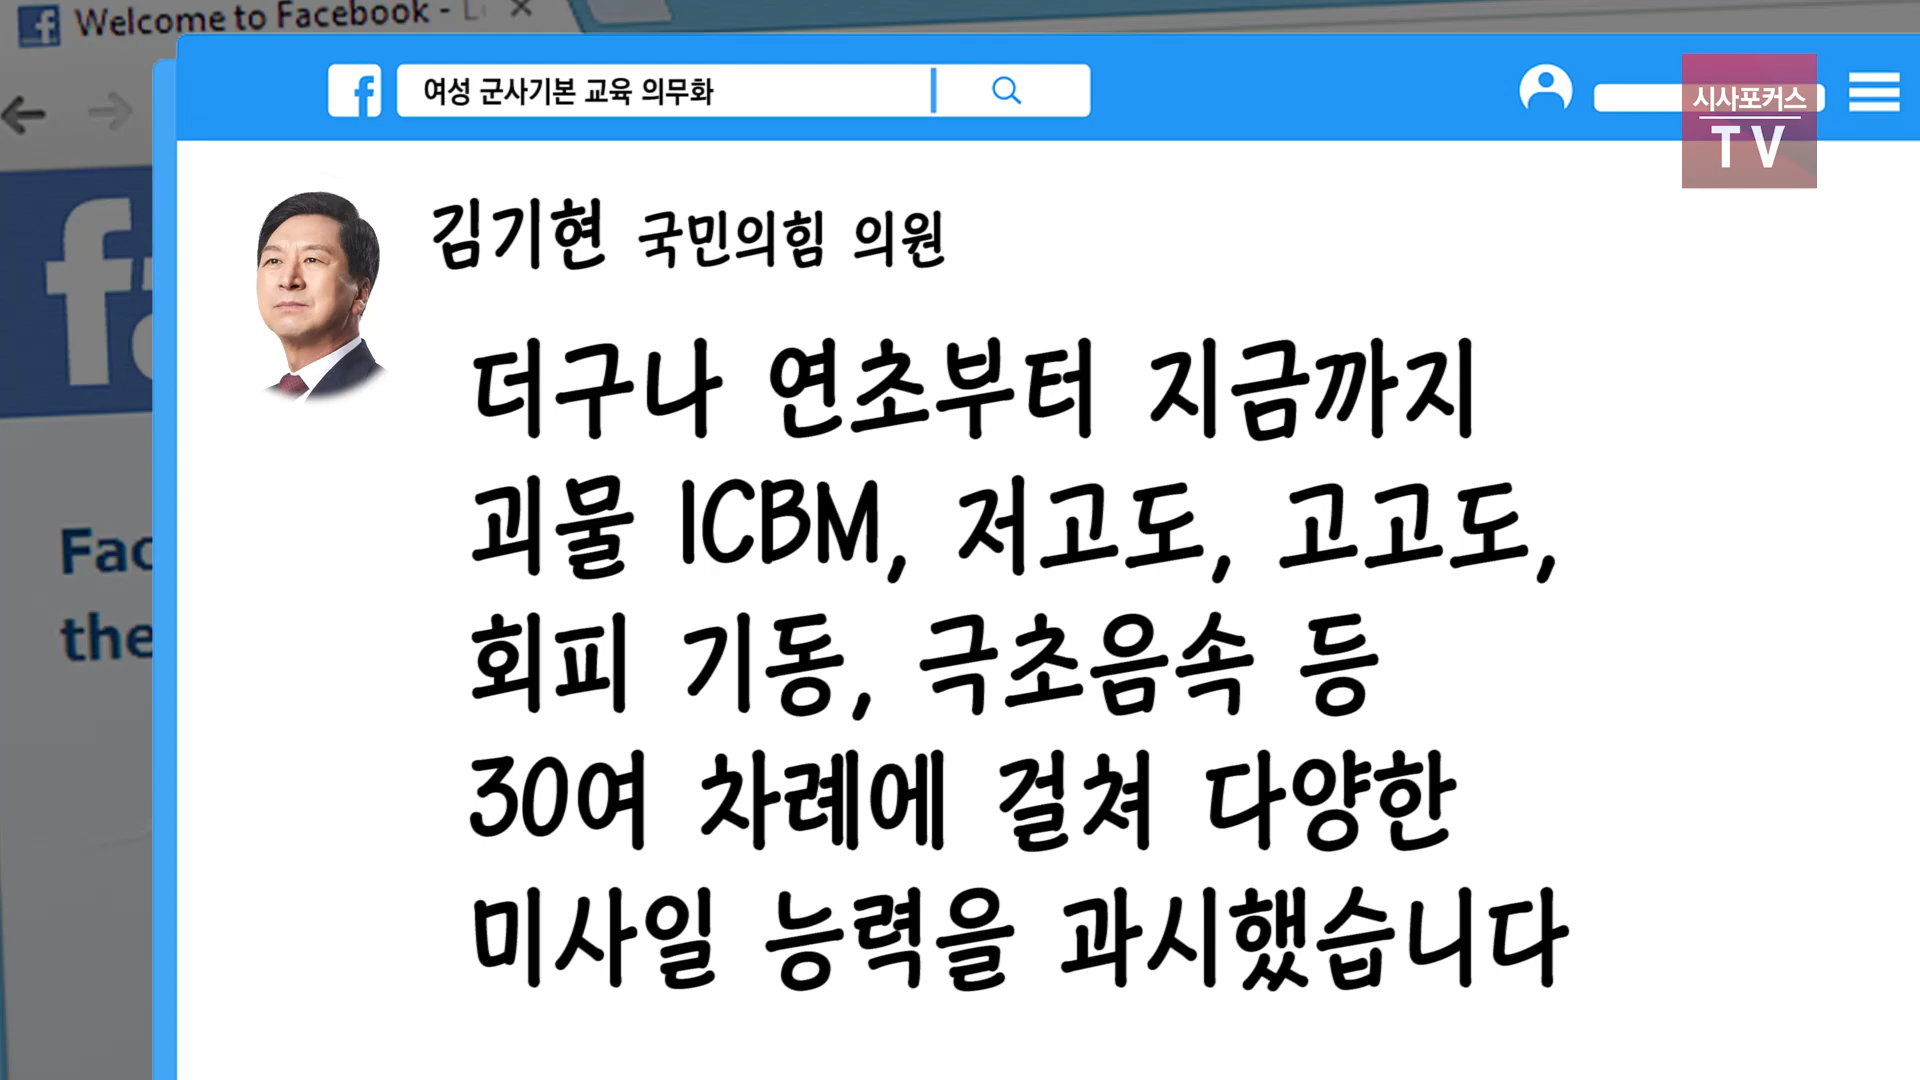 Welcome to Facebook -
여성 군사기본 교육 의무화
시사포커스
TV
김기현 국민의힘 의원
더구나 연초부터 지금까지
괴물 ICBM, 저고도, 고고도,
회피 기동, 극초음속 등
30여 차례에 걸쳐 다양한
미사일 능력을 과시했습니다
Fac
the